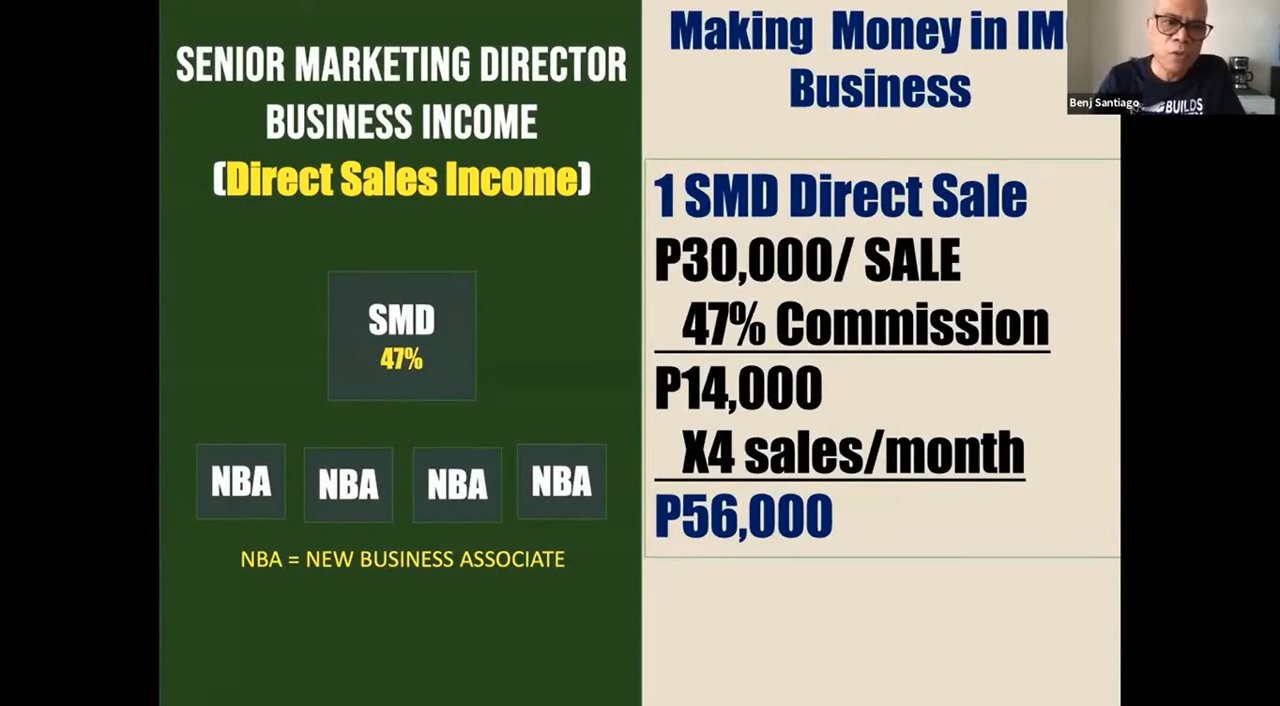 SENIOR MARKETING DIRECTOR
BUSINESS INCOME
(Direct Sales Income)
SMD
47%
NBA
NBA
NBA
NBA
NBA = NEW BUSINESS ASSOCIATE
Making Money in IM
Business
1 SMD Direct Sale
P30,000/ SALE
47% Commission
P14,000
X4 sales/month
P56,000
Benj Santiago
BUILDS